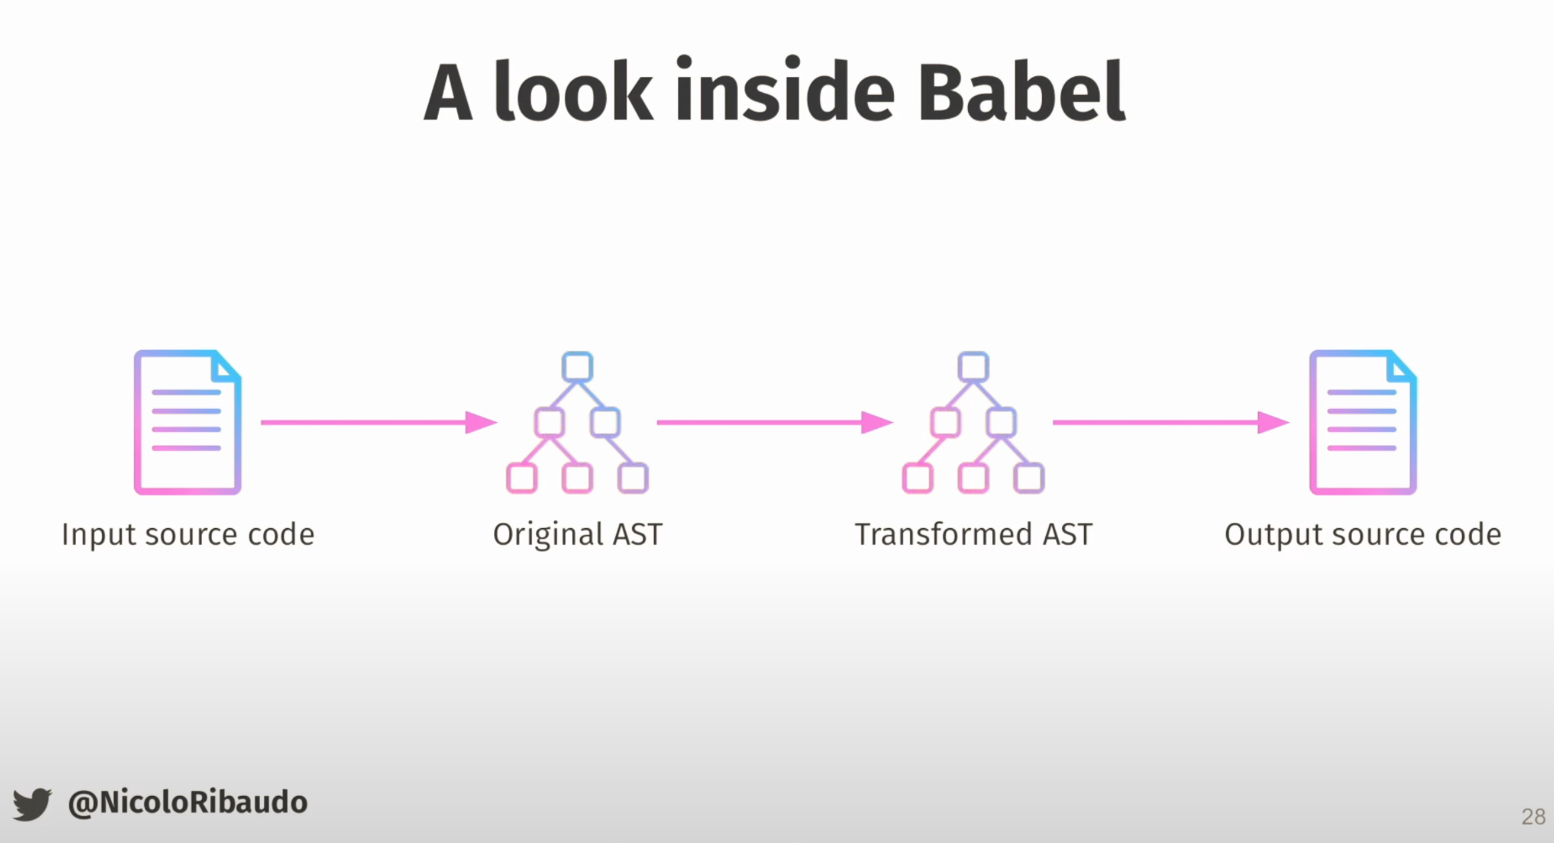 A look inside Babel
Input source code
Original AST
Transformed AST
Output source code
@NicoloRibaudo
28